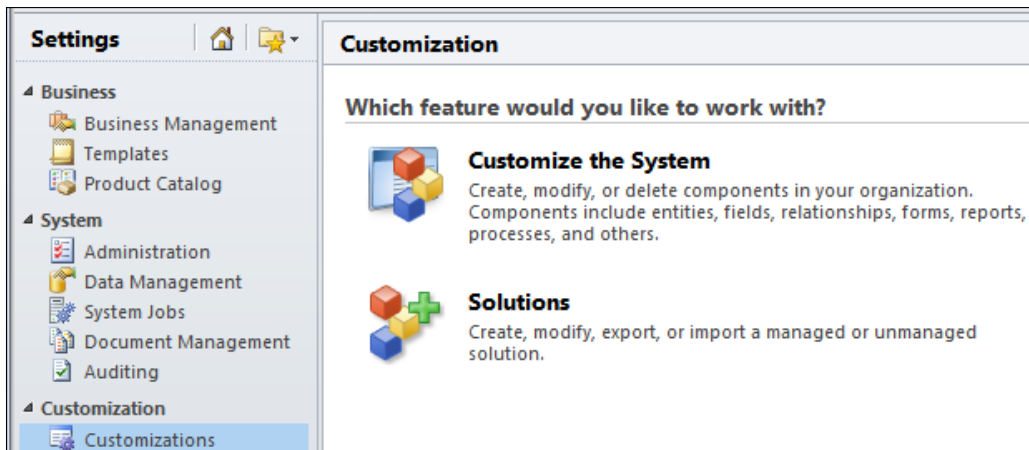 Settings
Business
Business Management
Templates
Product Catalog
System
Administration
Data Management
System Jobs
Document Management
Auditing
Customization
Customizations
Customization
Which feature would you like to work with?
Customize the System
Create, modify, or delete components in your organization.
Components include entities, fields, relationships, forms, reports,
processes, and others.
Solutions
Create, modify, export, or import a managed or unmanaged
solution.